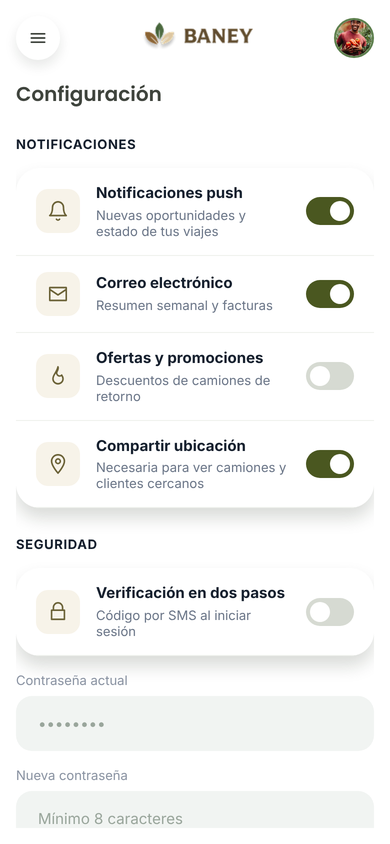 BANEY
Configuración
NOTIFICACIONES
Notificaciones push
Nuevas oportunidades y
estado de tus viajes
Correo electrónico
Resumen semanal y facturas
Ofertas y promociones
Descuentos de camiones de
retorno
Compartir ubicación
Necesaria para ver camiones y
clientes cercanos
SEGURIDAD
Verificación en dos pasos
Código por SMS al iniciar
sesión
Contraseña actual
••••••••
Nueva contraseña
Mínimo 8 caracteres